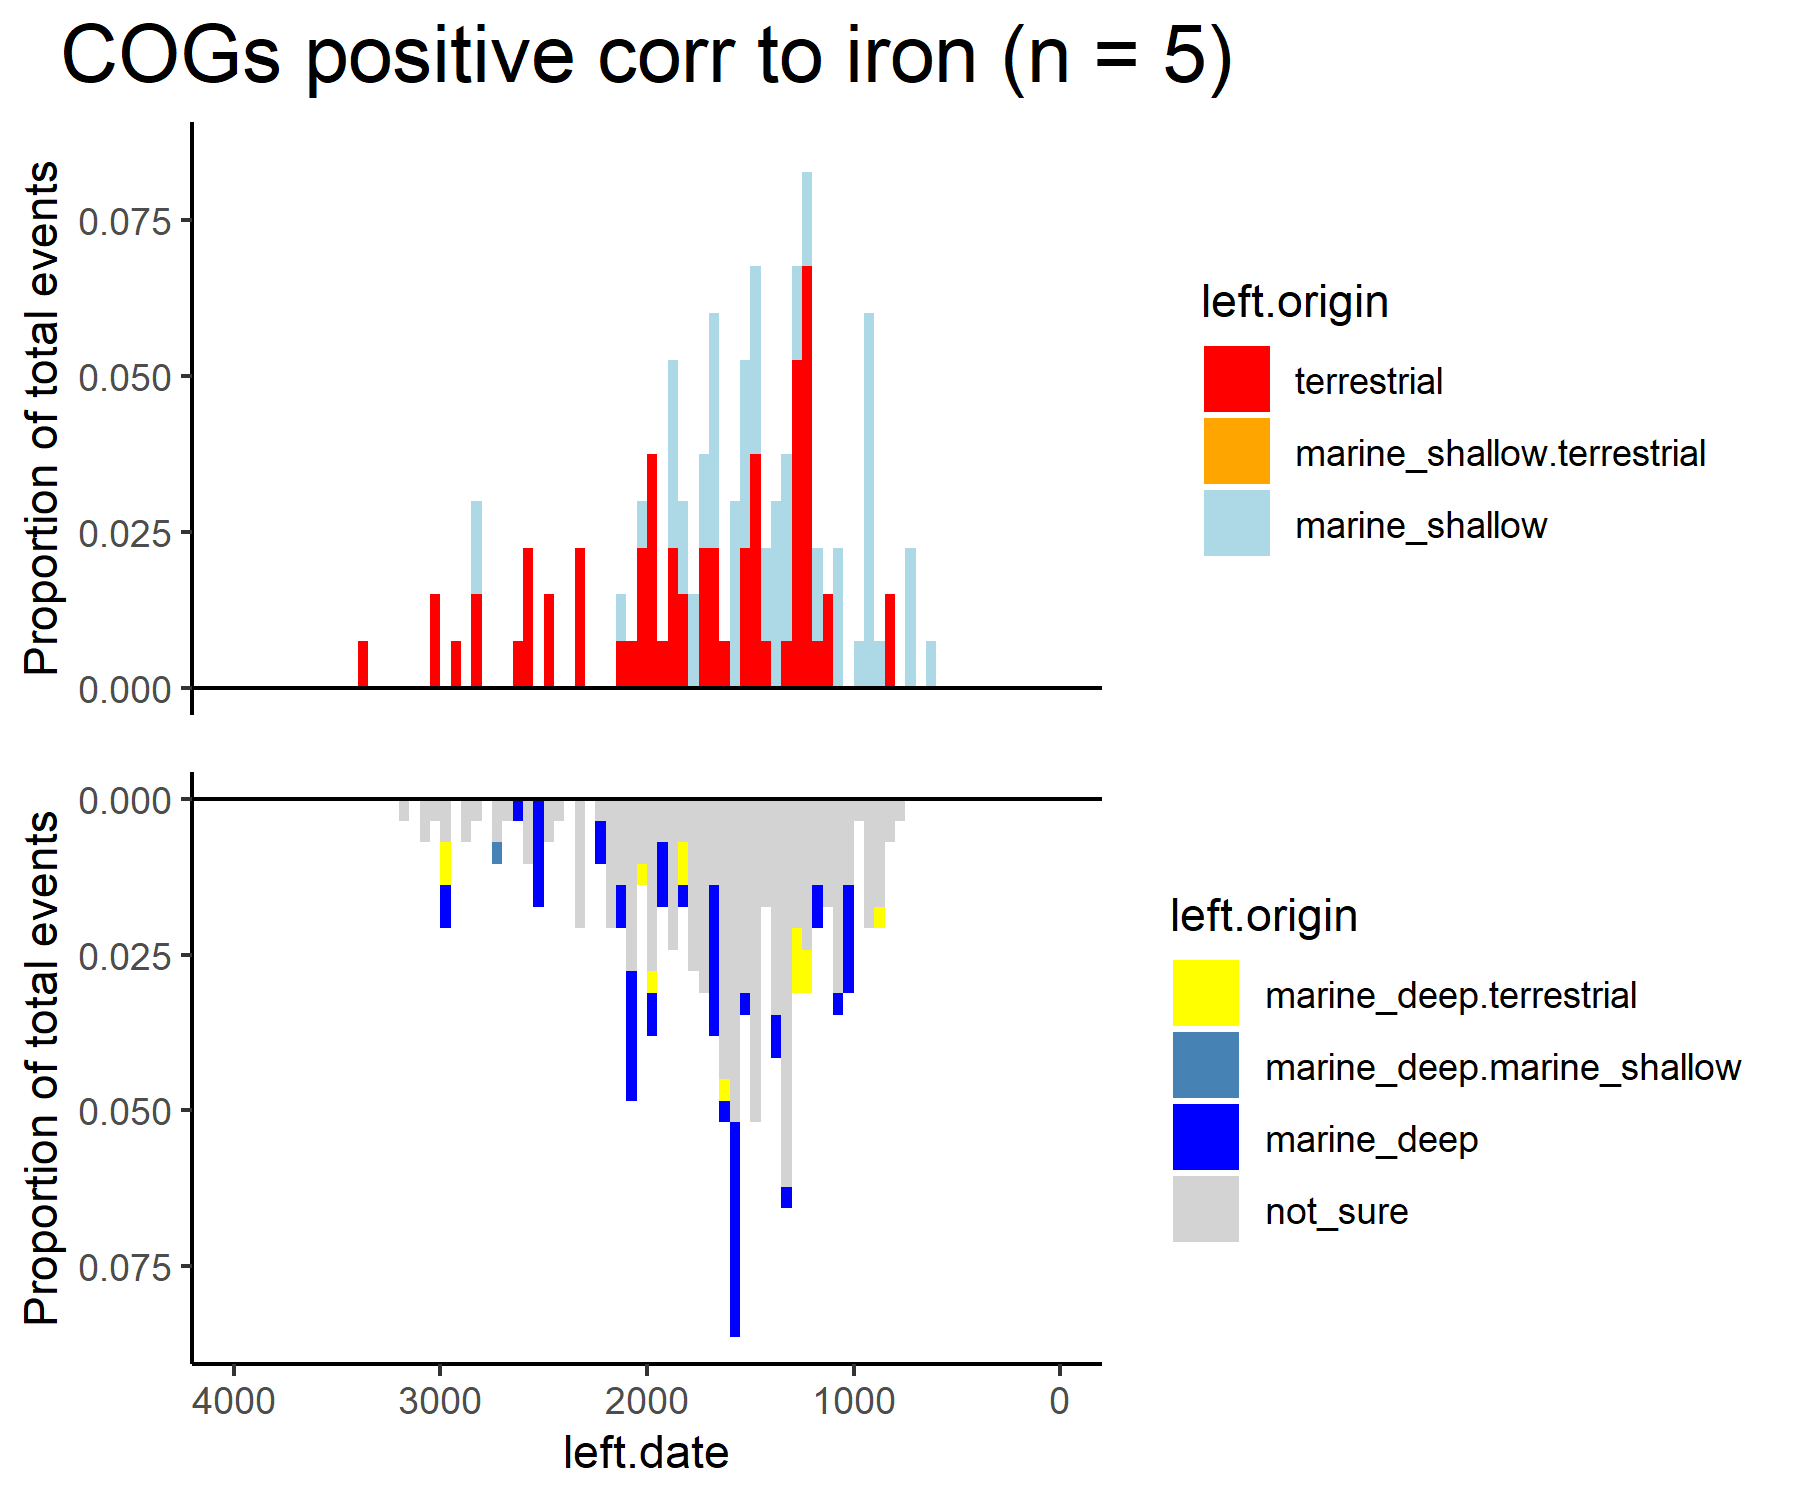 COGs positive corr to iron (n = 5)
Proportion of total events
0.075
0.050
0.025
0.000
left.origin
terrestrial
marine_shallow.terrestrial
marine_shallow
Proportion of total events
0.000
0.025
0.050
0.075
4000 3000 2000 1000 0
left.date
left.origin
marine_deep.terrestrial
marine_deep.marine_shallow
marine_deep
not_sure